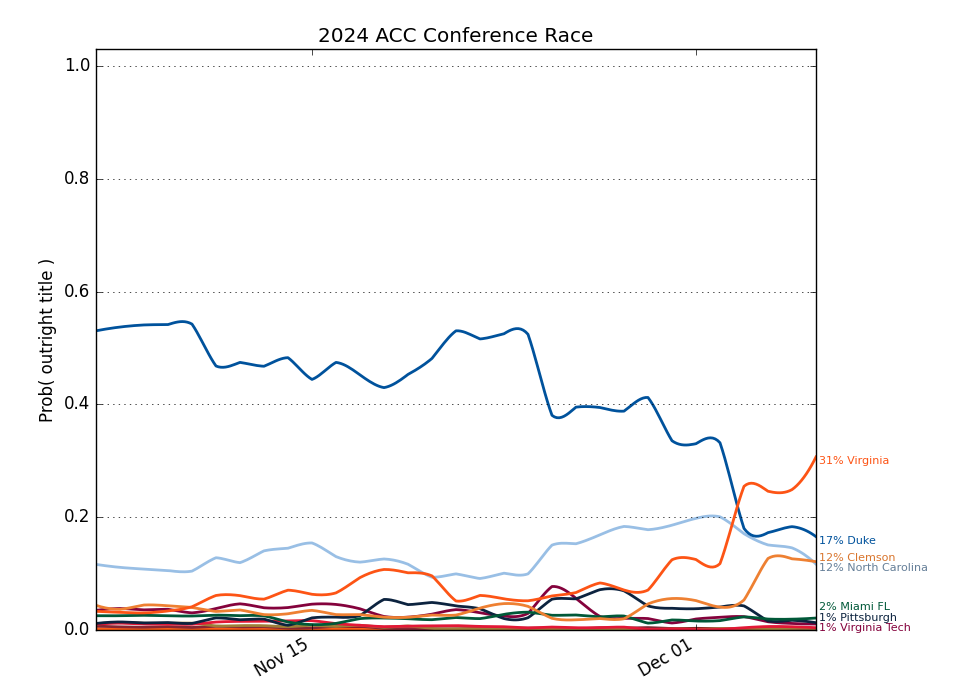 2024 ACC Conference Race
Prob( outright title )
1.0
0.8
0.6
0.4
0.2
0.0
Nov 15
Dec 01
31% Virginia
17% Duke
12% Clemson
12% North Carolina
2% Miami FL
1% Pittsburgh
1% Virginia Tech